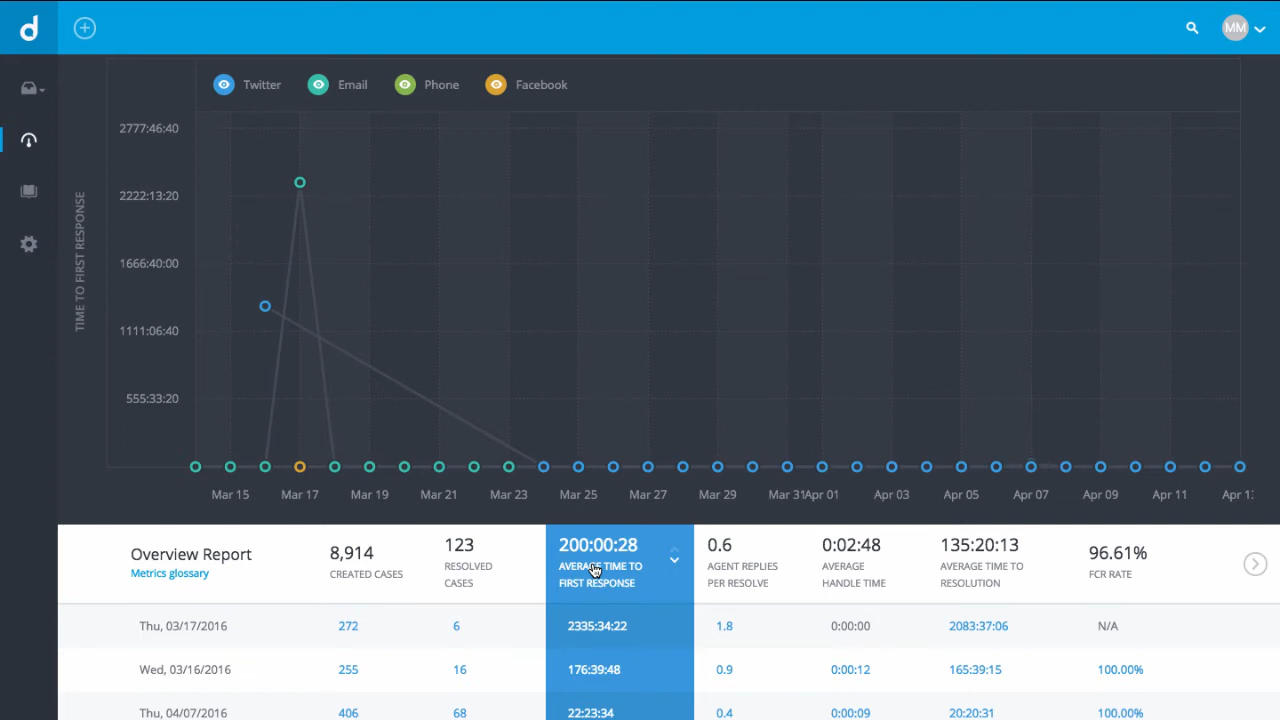 d
MM
Twitter Email Phone Facebook
TIME TO FIRST RESPONSE
2777:46:40
2222:13:20
1666:40:00
1111:06:40
555:33:20
Mar 15 Mar 17 Mar 19 Mar 21 Mar 23 Mar 25 Mar 27 Mar 29 Mar 31 Apr 01 Apr 03 Apr 05 Apr 07 Apr 09 Apr 11 Apr
Overview Report
Metrics glossary
8,914
CREATED CASES
123
RESOLVED
CASES
200:00:28
AVERAGE TIME TO
FIRST RESPONSE
0.6
AGENT REPLIES
PER RESOLVE
0:02:48
AVERAGE
HANDLE TIME
135:20:13
AVERAGE TIME TO
RESOLUTION
96.61%
FCR RATE
Thu, 03/17/2016 272 6 2335:34:22 1.8 0:00:00 2083:37:06 N/A
Wed, 03/16/2016 255 16 176:39:48 0.9 0:00:12 165:39:15 100.00%
Thu, 04/07/2016 406 68 22:23:34 0.4 0:00:09 20:20:31 100.00%